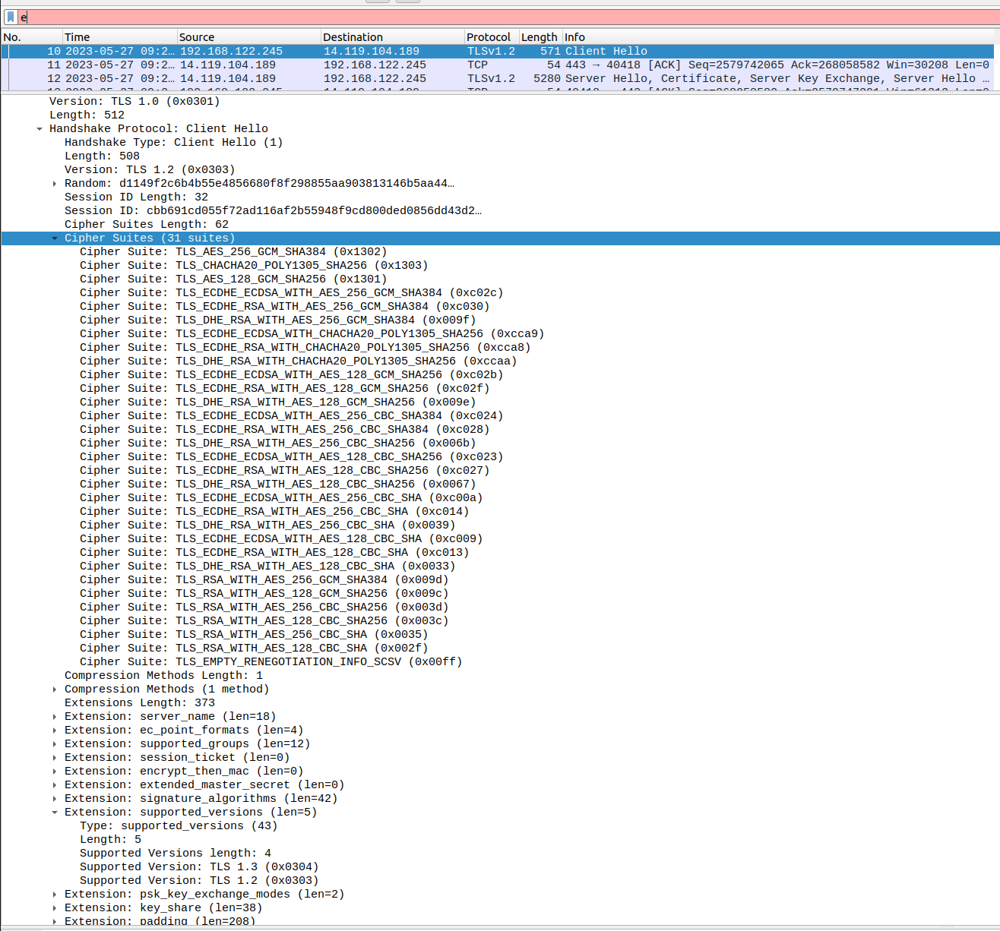 e
No. Time Source Destination Protocol Length Info
10 2023-05-27 09:2… 192.168.122.245 14.119.104.189 TLSv1.2 571 Client Hello
11 2023-05-27 09:2… 14.119.104.189 192.168.122.245 TCP 54 443 → 40418 [ACK] Seq=2579742065 Ack=268058582 Win=30208 Len=0
12 2023-05-27 09:2… 14.119.104.189 192.168.122.245 TLSv1.2 5280 Server Hello, Certificate, Server Key Exchange, Server Hello …
Version: TLS 1.0 (0x0301)
Length: 512
Handshake Protocol: Client Hello
Handshake Type: Client Hello (1)
Length: 508
Version: TLS 1.2 (0x0303)
Random: d1149f2c6b4b55e4856680f8f298855aa903813146b5aa44…
Session ID Length: 32
Session ID: cbb691cd055f72ad116af2b55948f9cd800ded0856dd43d2…
Cipher Suites Length: 62
Cipher Suites (31 suites)
Cipher Suite: TLS_AES_256_GCM_SHA384 (0x1302)
Cipher Suite: TLS_CHACHA20_POLY1305_SHA256 (0x1303)
Cipher Suite: TLS_AES_128_GCM_SHA256 (0x1301)
Cipher Suite: TLS_ECDHE_ECDSA_WITH_AES_256_GCM_SHA384 (0xc02c)
Cipher Suite: TLS_ECDHE_RSA_WITH_AES_256_GCM_SHA384 (0xc030)
Cipher Suite: TLS_DHE_RSA_WITH_AES_256_GCM_SHA384 (0x009f)
Cipher Suite: TLS_ECDHE_ECDSA_WITH_CHACHA20_POLY1305_SHA256 (0xcca9)
Cipher Suite: TLS_ECDHE_RSA_WITH_CHACHA20_POLY1305_SHA256 (0xcca8)
Cipher Suite: TLS_DHE_RSA_WITH_CHACHA20_POLY1305_SHA256 (0xccaa)
Cipher Suite: TLS_ECDHE_ECDSA_WITH_AES_128_GCM_SHA256 (0xc02b)
Cipher Suite: TLS_ECDHE_RSA_WITH_AES_128_GCM_SHA256 (0xc02f)
Cipher Suite: TLS_DHE_RSA_WITH_AES_128_GCM_SHA256 (0x009e)
Cipher Suite: TLS_ECDHE_ECDSA_WITH_AES_256_CBC_SHA384 (0xc024)
Cipher Suite: TLS_ECDHE_RSA_WITH_AES_256_CBC_SHA384 (0xc028)
Cipher Suite: TLS_DHE_RSA_WITH_AES_256_CBC_SHA256 (0x006b)
Cipher Suite: TLS_ECDHE_ECDSA_WITH_AES_128_CBC_SHA256 (0xc023)
Cipher Suite: TLS_ECDHE_RSA_WITH_AES_128_CBC_SHA256 (0xc027)
Cipher Suite: TLS_DHE_RSA_WITH_AES_128_CBC_SHA256 (0x0067)
Cipher Suite: TLS_ECDHE_ECDSA_WITH_AES_256_CBC_SHA (0xc00a)
Cipher Suite: TLS_ECDHE_RSA_WITH_AES_256_CBC_SHA (0xc014)
Cipher Suite: TLS_DHE_RSA_WITH_AES_256_CBC_SHA (0x0039)
Cipher Suite: TLS_ECDHE_ECDSA_WITH_AES_128_CBC_SHA (0xc009)
Cipher Suite: TLS_ECDHE_RSA_WITH_AES_128_CBC_SHA (0xc013)
Cipher Suite: TLS_DHE_RSA_WITH_AES_128_CBC_SHA (0x0033)
Cipher Suite: TLS_RSA_WITH_AES_256_GCM_SHA384 (0x009d)
Cipher Suite: TLS_RSA_WITH_AES_128_GCM_SHA256 (0x009c)
Cipher Suite: TLS_RSA_WITH_AES_256_CBC_SHA256 (0x003d)
Cipher Suite: TLS_RSA_WITH_AES_128_CBC_SHA256 (0x003c)
Cipher Suite: TLS_RSA_WITH_AES_256_CBC_SHA (0x0035)
Cipher Suite: TLS_RSA_WITH_AES_128_CBC_SHA (0x002f)
Cipher Suite: TLS_EMPTY_RENEGOTIATION_INFO_SCSV (0x00ff)
Compression Methods Length: 1
Compression Methods (1 method)
Extensions Length: 373
Extension: server_name (len=18)
Extension: ec_point_formats (len=4)
Extension: supported_groups (len=12)
Extension: session_ticket (len=0)
Extension: encrypt_then_mac (len=0)
Extension: extended_master_secret (len=0)
Extension: signature_algorithms (len=42)
Extension: supported_versions (len=5)
Type: supported_versions (43)
Length: 5
Supported Versions length: 4
Supported Version: TLS 1.3 (0x0304)
Supported Version: TLS 1.2 (0x0303)
Extension: psk_key_exchange_modes (len=2)
Extension: key_share (len=38)
Extension: padding (len=208)